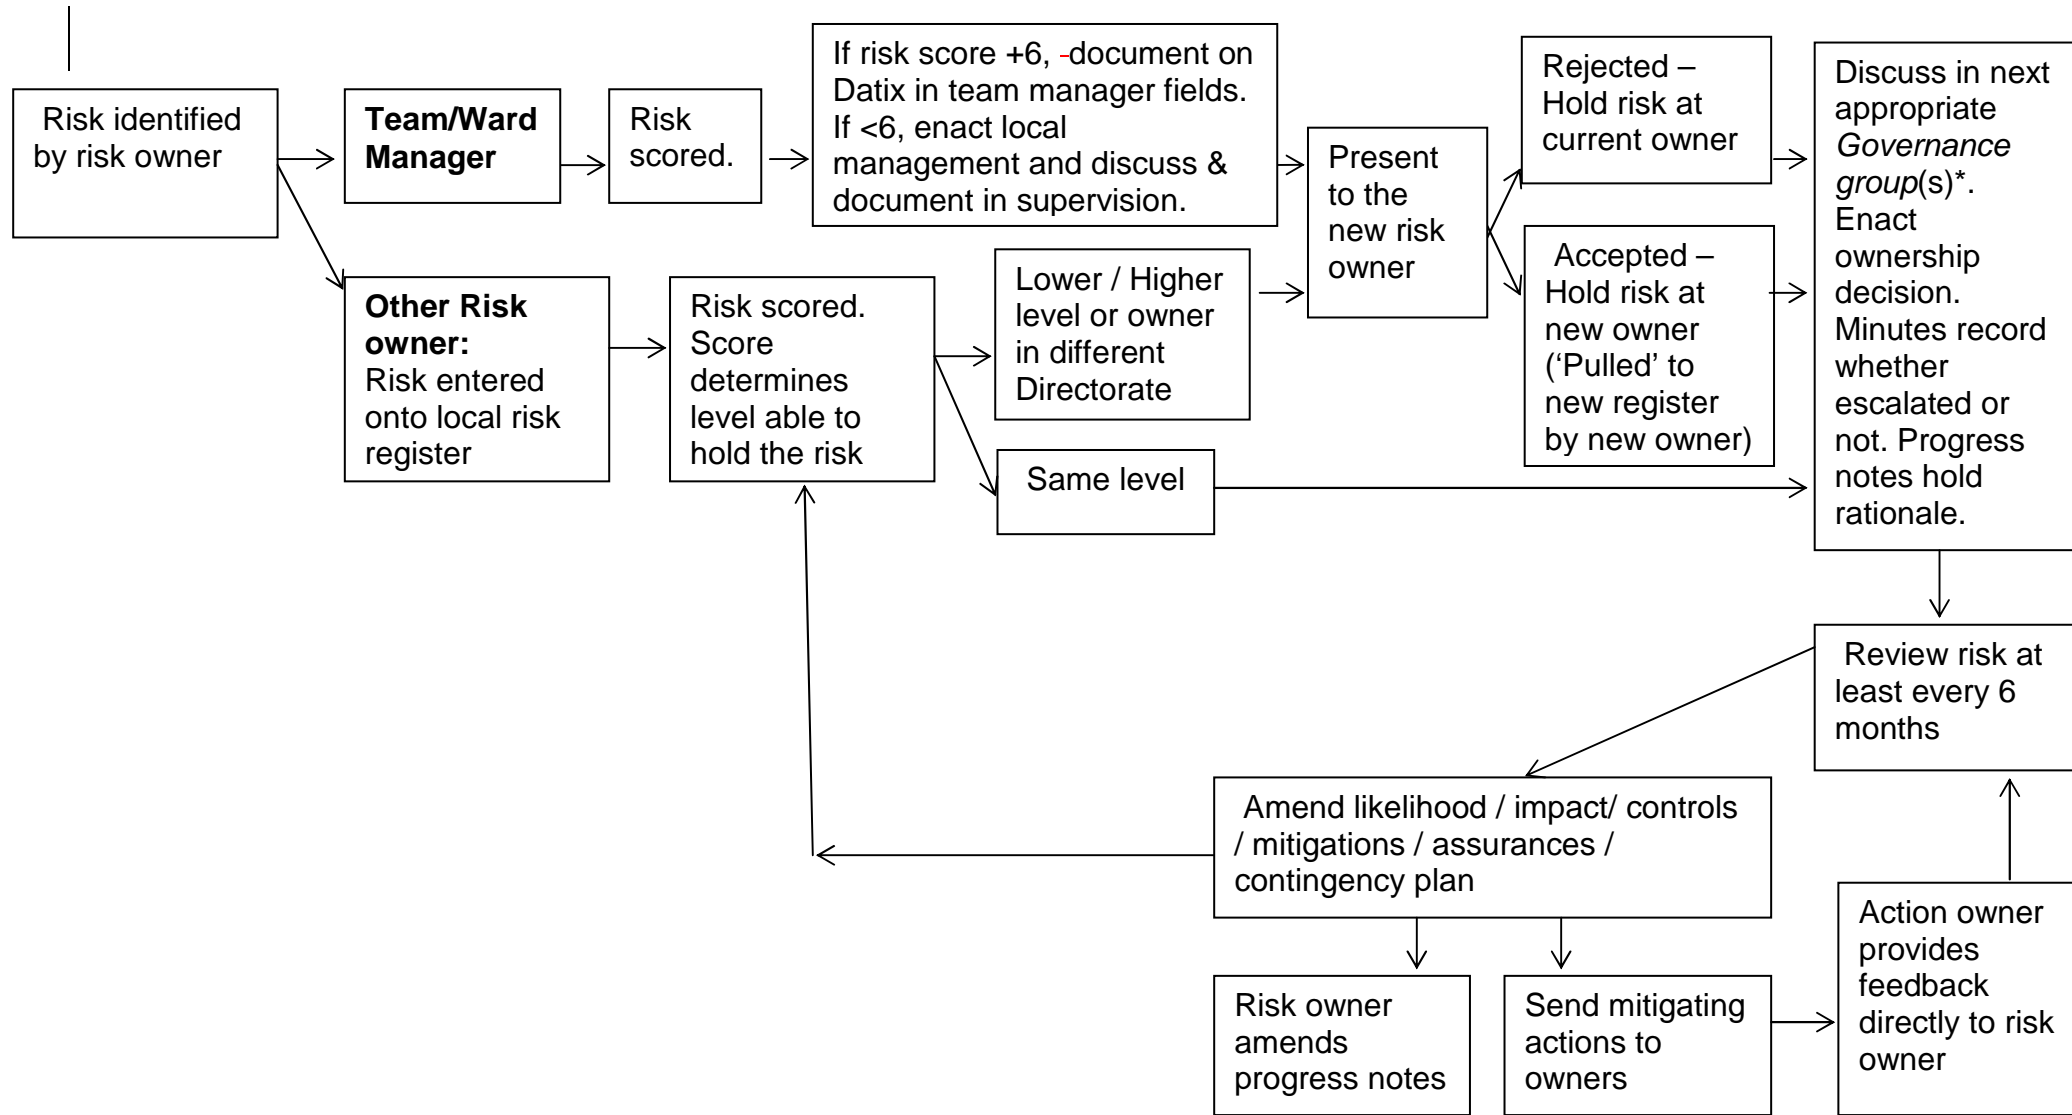 Risk identified
by risk owner
Team/Ward
Manager
Risk
scored.
If risk score +6, -document on
Datix in team manager fields.
If <6, enact local
management and discuss &
document in supervision.
Present
to the
new risk
owner
Rejected –
Hold risk at
current owner
Accepted –
Hold risk at
new owner
(‘Pulled’ to
new register
by new owner)
Discuss in next
appropriate
Governance
group(s)*.
Enact
ownership
decision.
Minutes record
whether
escalated or
not. Progress
notes hold
rationale.
Other Risk
owner:
Risk entered
onto local risk
register
Risk scored.
Score
determines
level able to
hold the risk
Lower / Higher
level or owner
in different
Directorate
Same level
Review risk at
least every 6
months
Amend likelihood / impact/ controls
/ mitigations / assurances /
contingency plan
Risk owner
amends
progress notes
Send mitigating
actions to
owners
Action owner
provides
feedback
directly to risk
owner